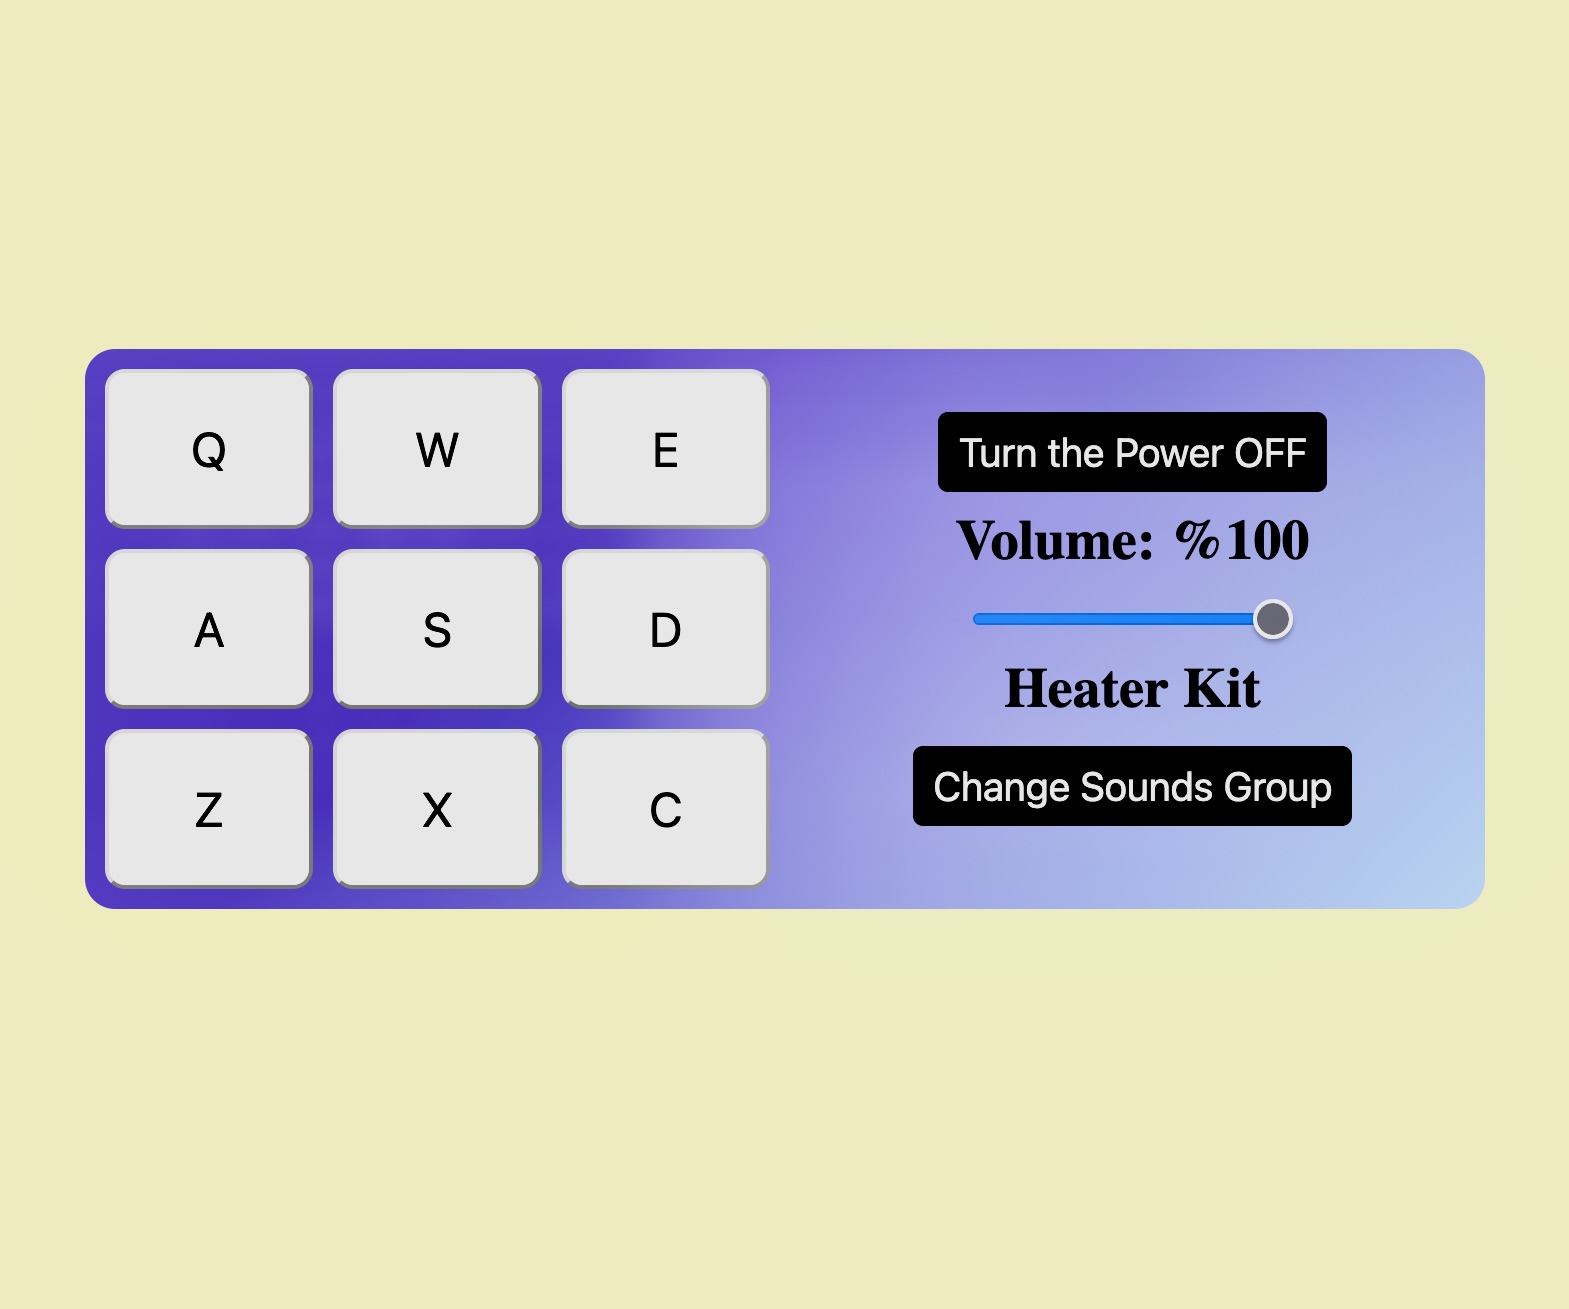 Q W E
A S D
Z X C
Turn the Power OFF
Volume: %100
Heater Kit
Change Sounds Group